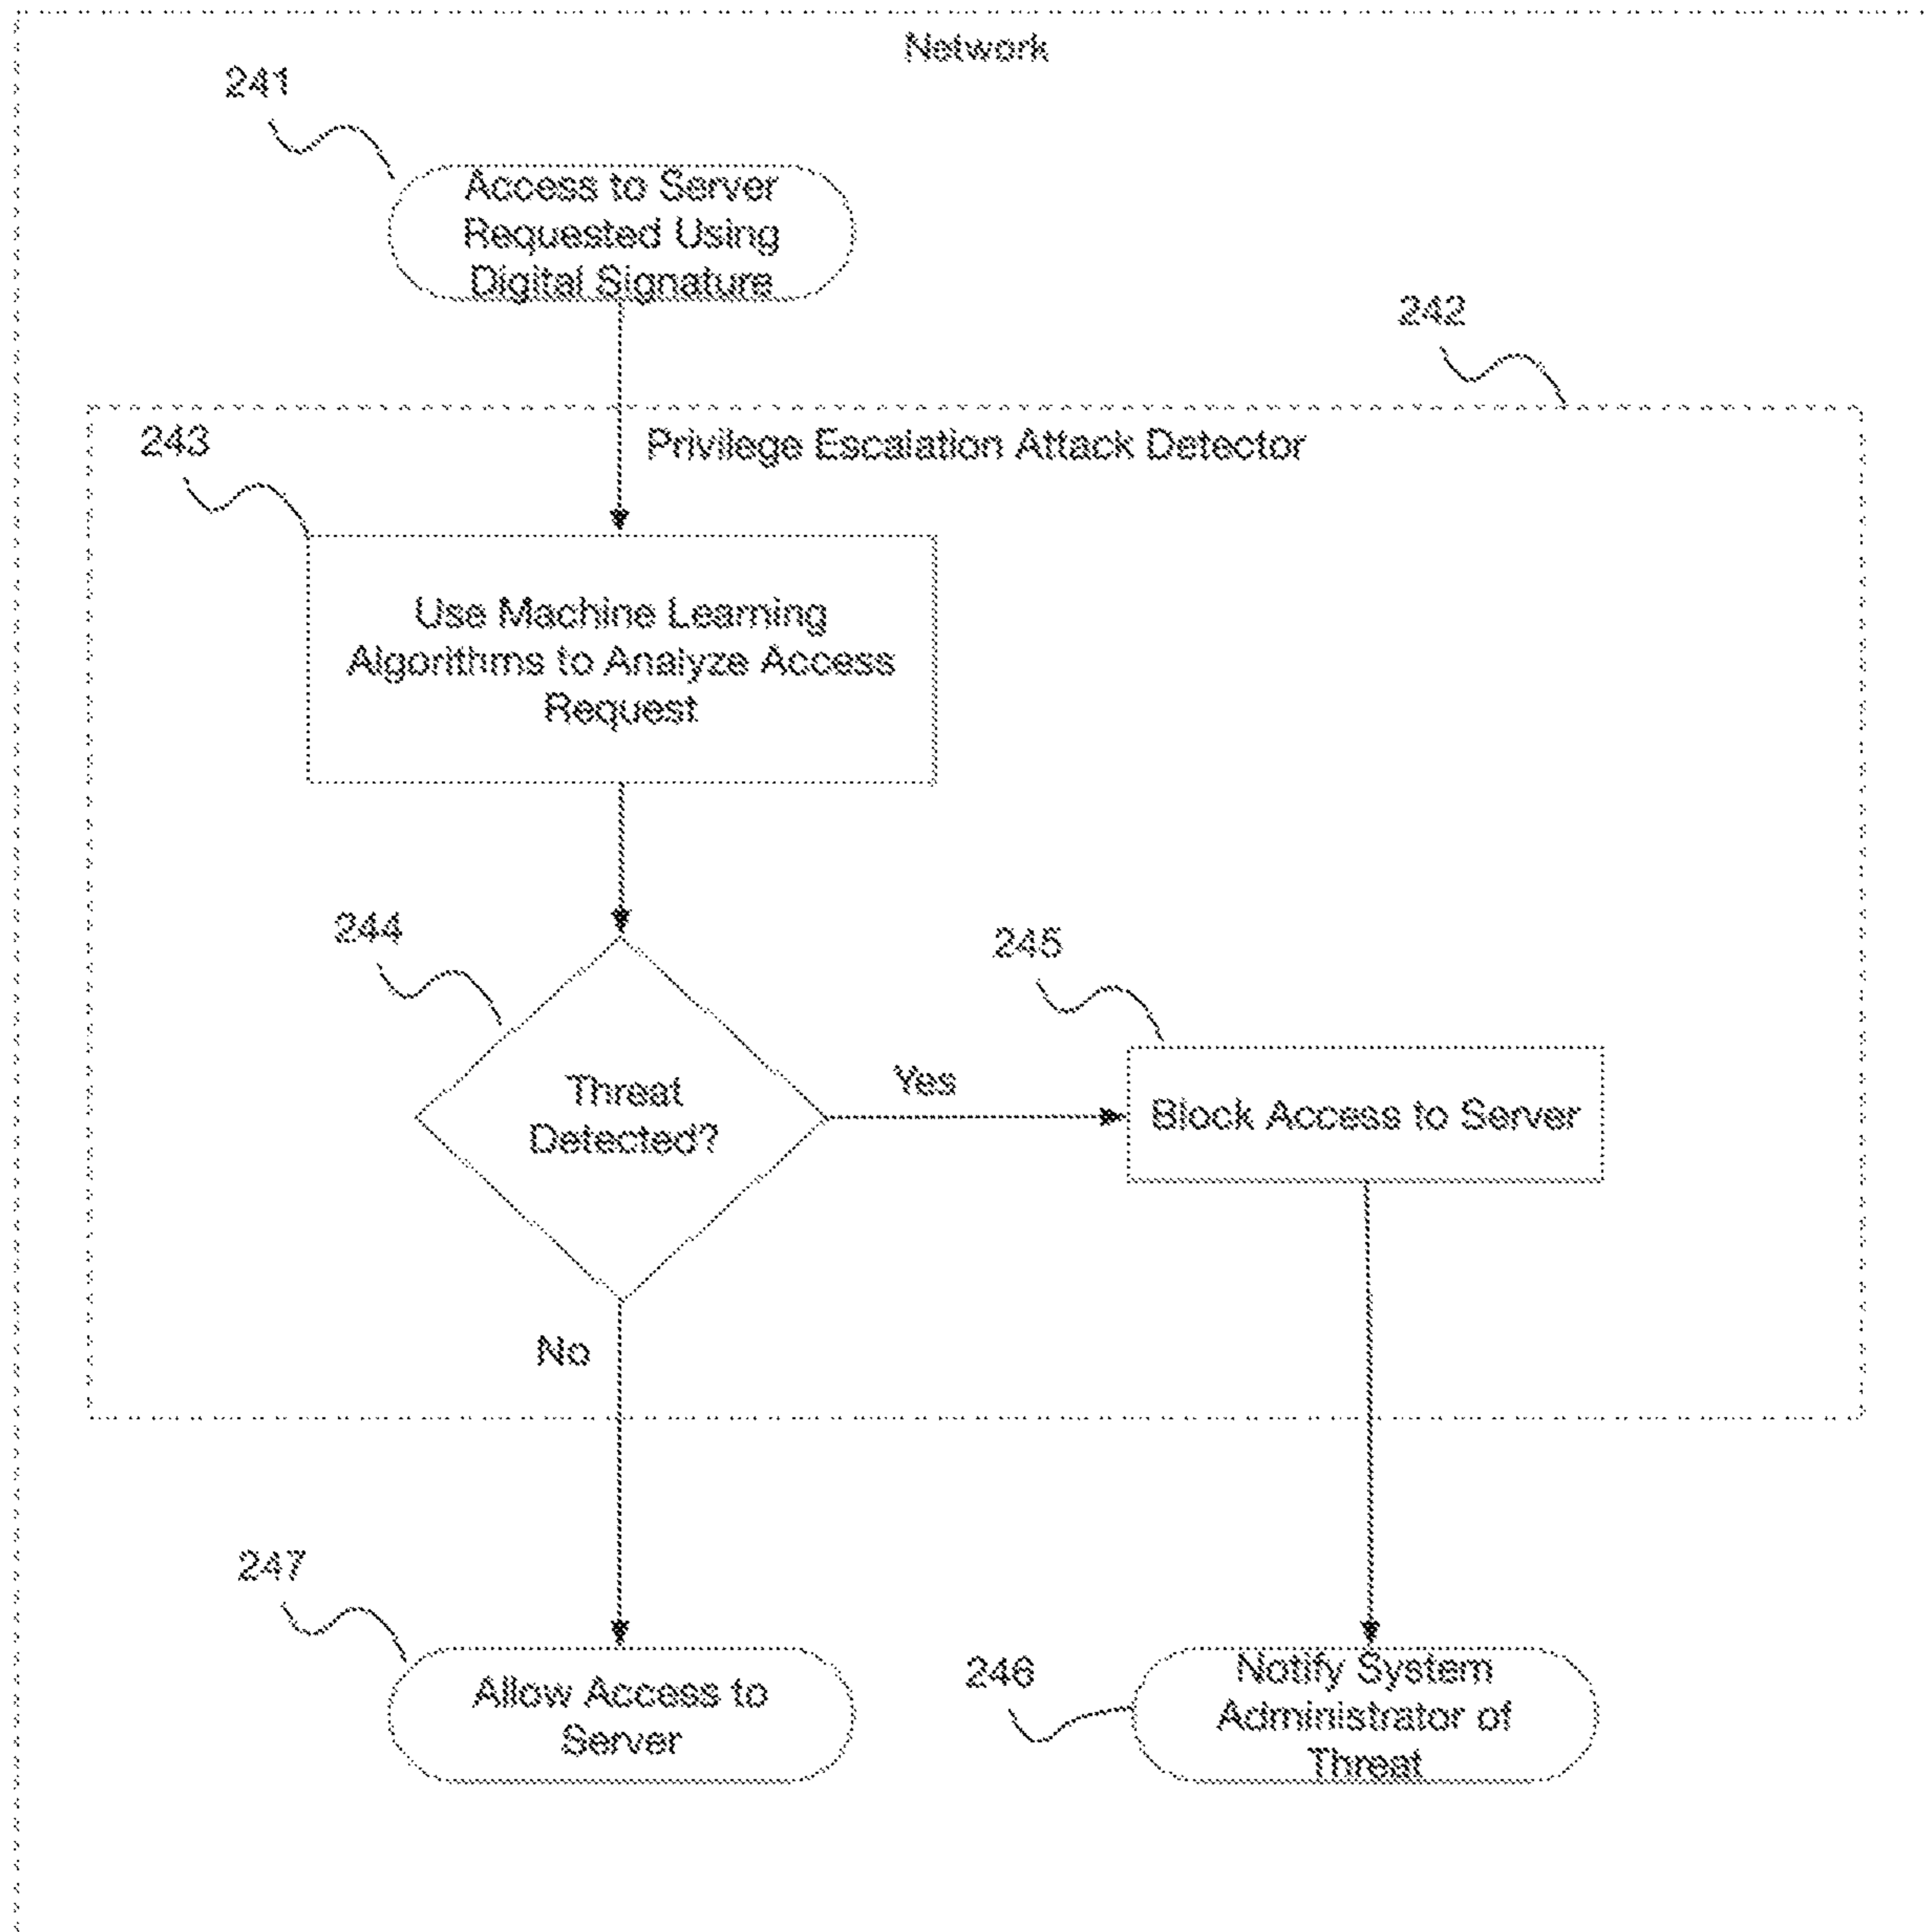 Network
241
Access to Server
Requested Using
Digital Signature
242
243
Privilege Escalation Attack Detector
Use Machine Learning
Algorithms to Analyze Access
Request
244
245
Threat
Detected?
Yes
Block Access to Server
No
247
Allow Access to
Server
246
Notify System
Administrator of
Threat